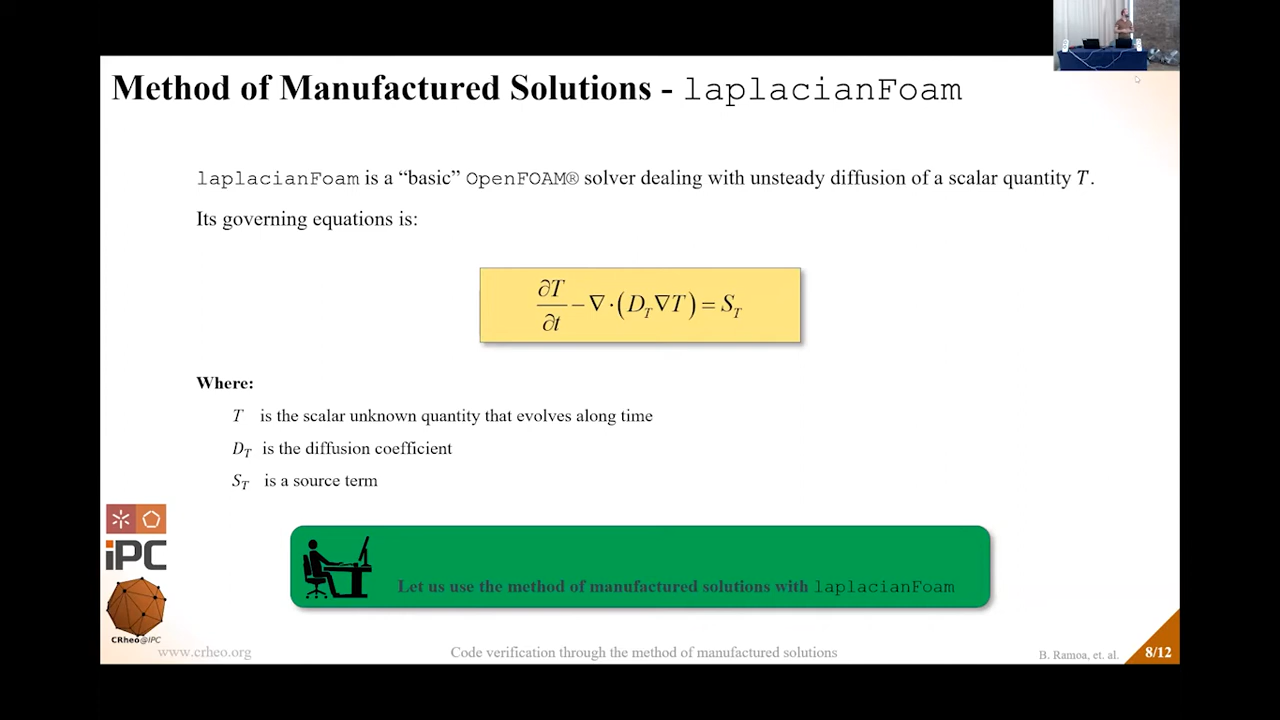 Method of Manufactured Solutions - laplacianFoam
laplacianFoam is a “basic” OpenFOAM® solver dealing with unsteady diffusion of a scalar quantity T.
Its governing equations is:
∂T/∂t − ∇·(D_T ∇T) = S_T
Where:
T is the scalar unknown quantity that evolves along time
D_T is the diffusion coefficient
S_T is a source term
iPC
Let us use the method of manufactured solutions with laplacianFoam
CRheo@IPC
www.crheo.org
Code verification through the method of manufactured solutions
B. Ramoa, et. al.
8/12